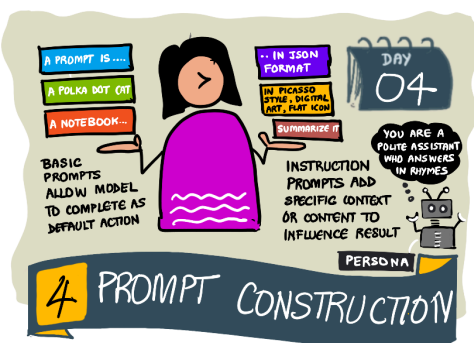 A PROMPT IS....
A POLKA DOT CAT
A NOTEBOOK...
BASIC
PROMPTS
ALLOW MODEL
TO COMPLETE AS
DEFAULT ACTION
.. IN JSON
FORMAT
IN PICASSO
STYLE, DIGITAL
ART, FLAT ICON
SUMMARIZE IT
INSTRUCTION
PROMPTS ADD
SPECIFIC CONTEXT
OR CONTENT TO
INFLUENCE RESULT
DAY
04
YOU ARE A
POLITE ASSISTANT
WHO ANSWERS
IN RHYMES
PERSONA
4 PROMPT CONSTRUCTION